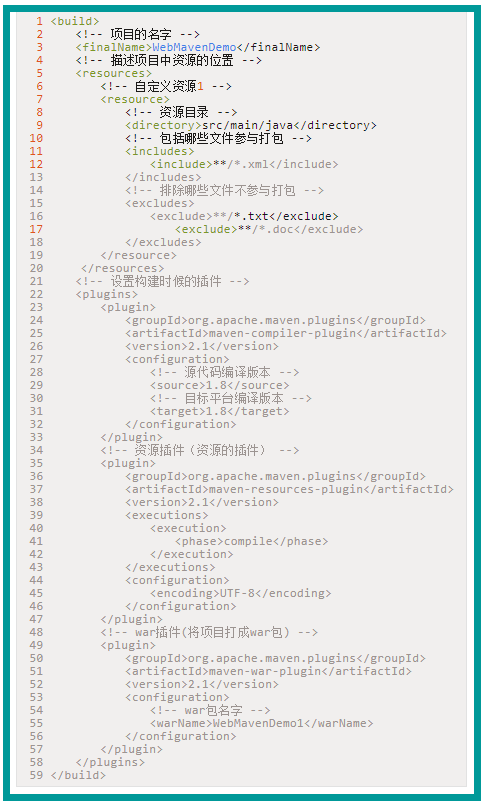 1 <build>
2 <!-- 项目的名字 -->
3 <finalName>WebMavenDemo</finalName>
4 <!-- 描述项目中资源的位置 -->
5 <resources>
6 <!-- 自定义资源1 -->
7 <resource>
8 <!-- 资源目录 -->
9 <directory>src/main/java</directory>
10 <!-- 包括哪些文件参与打包 -->
11 <includes>
12 <include>**/*.xml</include>
13 </includes>
14 <!-- 排除哪些文件不参与打包 -->
15 <excludes>
16 <exclude>**/*.txt</exclude>
17 <exclude>**/*.doc</exclude>
18 </excludes>
19 </resource>
20 </resources>
21 <!-- 设置构建时候的插件 -->
22 <plugins>
23 <plugin>
24 <groupId>org.apache.maven.plugins</groupId>
25 <artifactId>maven-compiler-plugin</artifactId>
26 <version>2.1</version>
27 <configuration>
28 <!-- 源代码编译版本 -->
29 <source>1.8</source>
30 <!-- 目标平台编译版本 -->
31 <target>1.8</target>
32 </configuration>
33 </plugin>
34 <!-- 资源插件（资源的插件） -->
35 <plugin>
36 <groupId>org.apache.maven.plugins</groupId>
37 <artifactId>maven-resources-plugin</artifactId>
38 <version>2.1</version>
39 <executions>
40 <execution>
41 <phase>compile</phase>
42 </execution>
43 </executions>
44 <configuration>
45 <encoding>UTF-8</encoding>
46 </configuration>
47 </plugin>
48 <!-- war插件(将项目打成war包) -->
49 <plugin>
50 <groupId>org.apache.maven.plugins</groupId>
51 <artifactId>maven-war-plugin</artifactId>
52 <version>2.1</version>
53 <configuration>
54 <!-- war包名字 -->
55 <warName>WebMavenDemo1</warName>
56 </configuration>
57 </plugin>
58 </plugins>
59 </build>